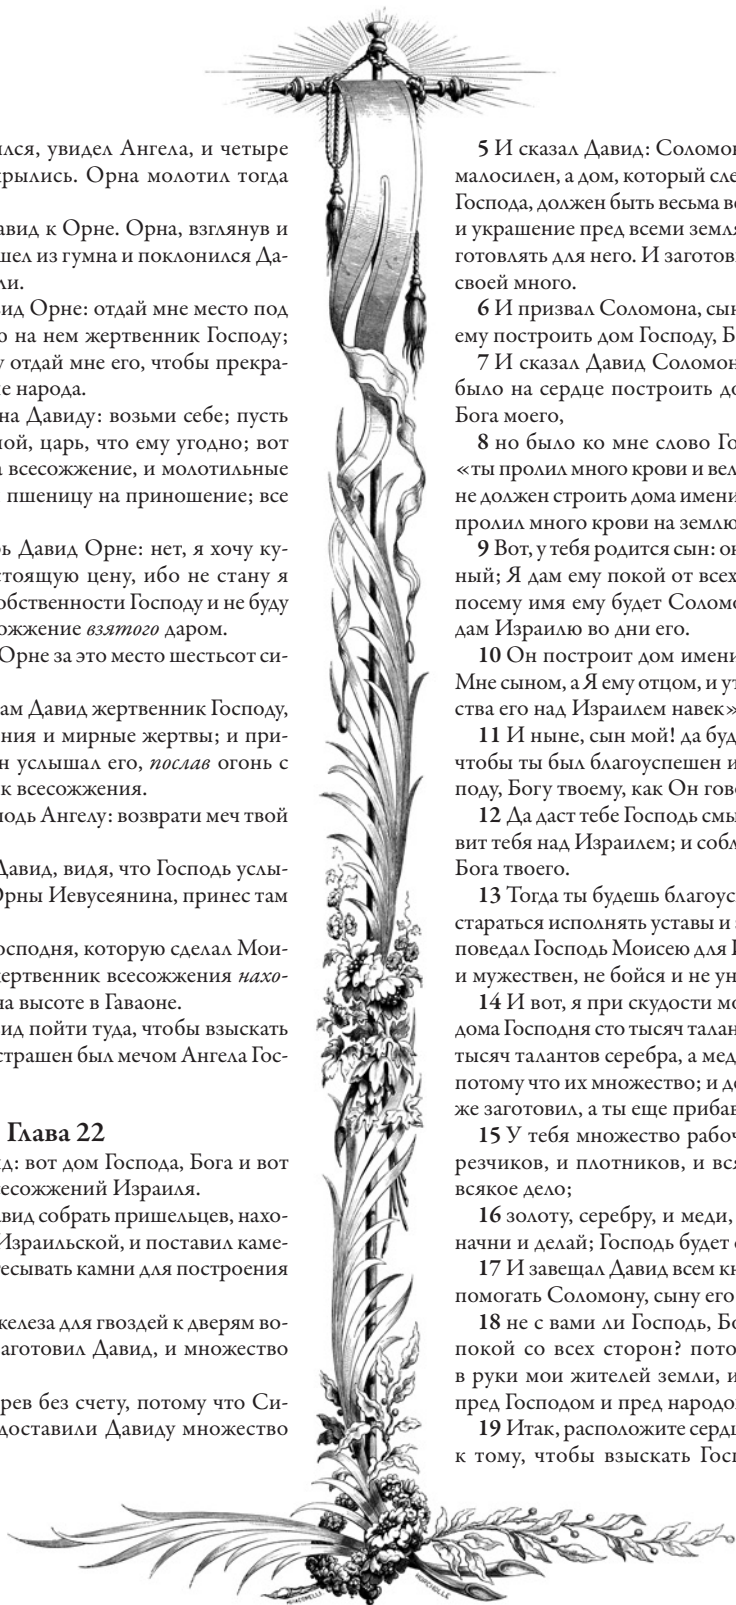 лся, увидел Ангела, и четыре
рылись. Орна молотил тогда
авид к Орне. Орна, взглянув и
шел из гумна и поклонился Да-
ли.
вид Орне: отдай мне место под
ю на нем жертвенник Господу;
у отдай мне его, чтобы прекра-
ие народа.
на Давиду: возьми себе; пусть
ой, царь, что ему угодно; вот
а всесожжение, и молотильные
пшеницу на приношение; все
рь Давид Орне: нет, я хочу ку-
стоящую цену, ибо не стану я
обственности Господу и не буду
ожжение взятого даром.
Орне за это место шестьсот си-
ам Давид жертвенник Господу,
ения и мирные жертвы; и при-
н услышал его, послав огонь с
к всесожжения.
подь Ангелу: возврати меч твой
Давид, видя, что Господь услы-
Орны Иевусеянина, принес там
осподня, которую сделал Мои-
жертвенник всесожжения нахо-
на высоте в Гаваоне.
вид пойти туда, чтобы взыскать
страшен был мечом Ангела Гос-
Глава 22
ид: вот дом Господа, Бога и вот
сесожжений Израиля.
авид собрать пришельцев, нахо-
Израильской, и поставил каме-
тесывать камни для построения
железа для гвоздей к дверям во-
аготовил Давид, и множество
рев без счету, потому что Си-
доставили Давиду множество
5 И сказал Давид: Соломон
малосилен, а дом, который сле
Господа, должен быть весьма ве
и украшение пред всеми земля
готовлять для него. И заготови
своей много.
6 И призвал Соломона, сын
ему построить дом Господу, Б
7 И сказал Давид Соломон
было на сердце построить до
Бога моего,
8 но было ко мне слово Го
«ты пролил много крови и вел
не должен строить дома имени
пролил много крови на землю
9 Вот, у тебя родится сын: он
ный; Я дам ему покой от всех
посему имя ему будет Соломо
дам Израилю во дни его.
10 Он построит дом имени
Мне сыном, а Я ему отцом, и ут
ства его над Израилем навек»
11 И ныне, сын мой! да буд
чтобы ты был благоуспешен и
поду, Богу твоему, как Он гово
12 Да даст тебе Господь смы
вит тебя над Израилем; и собл
Бога твоего.
13 Тогда ты будешь благоусп
стараться исполнять уставы и з
поведал Господь Моисею для И
и мужествен, не бойся и не ун
14 И вот, я при скудости мо
дома Господня сто тысяч талан
тысяч талантов серебра, а мед
потому что их множество; и де
же заготовил, а ты еще прибав
15 У тебя множество рабоч
резчиков, и плотников, и вся
всякое дело;
16 золоту, серебру, и меди,
начни и делай; Господь будет с
17 И завещал Давид всем кн
помогать Соломону, сыну его
18 не с вами ли Господь, Бо
покой со всех сторон? пото
в руки мои жителей земли, и
пред Господом и пред народо
19 Итак, расположите сердц
к тому, чтобы взыскать Госп